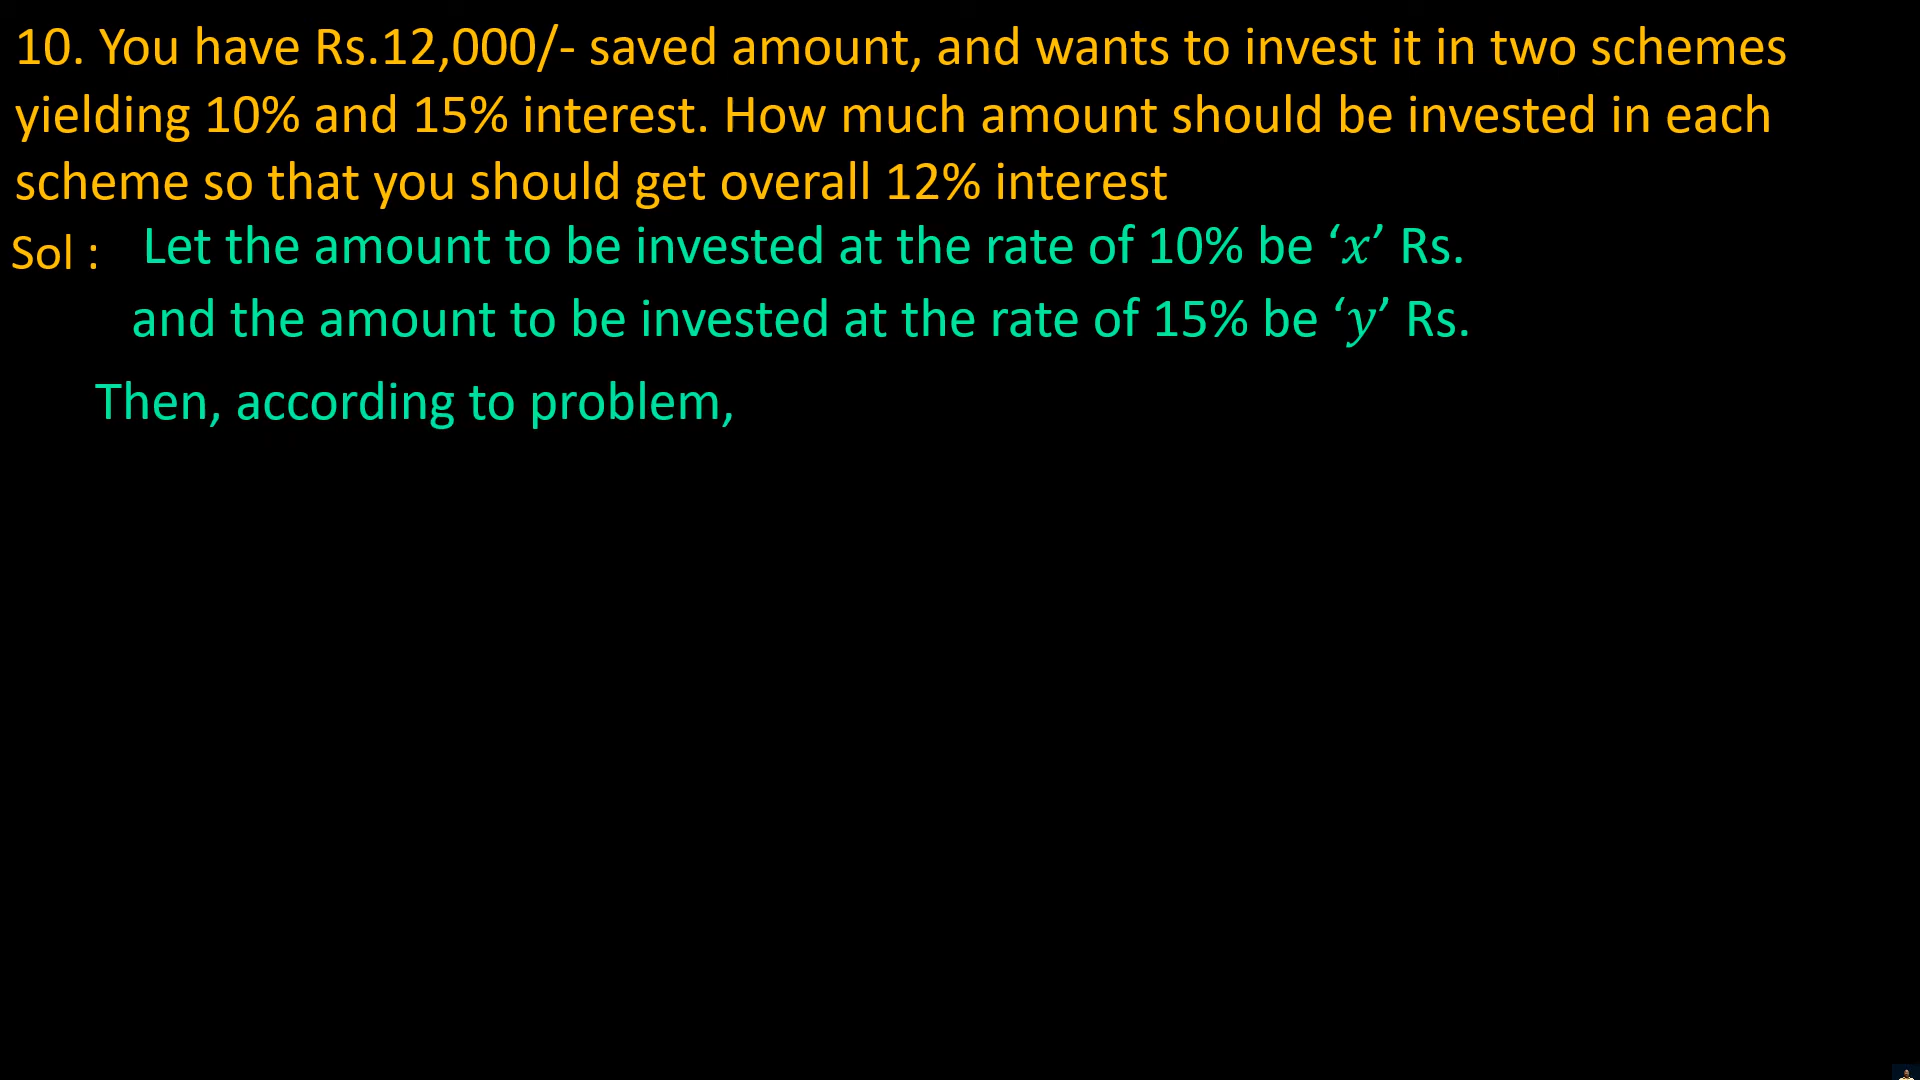 10. You have Rs.12,000/- saved amount, and wants to invest it in two schemes
yielding 10% and 15% interest. How much amount should be invested in each
scheme so that you should get overall 12% interest
Sol : Let the amount to be invested at the rate of 10% be ‘x’ Rs.
and the amount to be invested at the rate of 15% be ‘y’ Rs.
Then, according to problem,